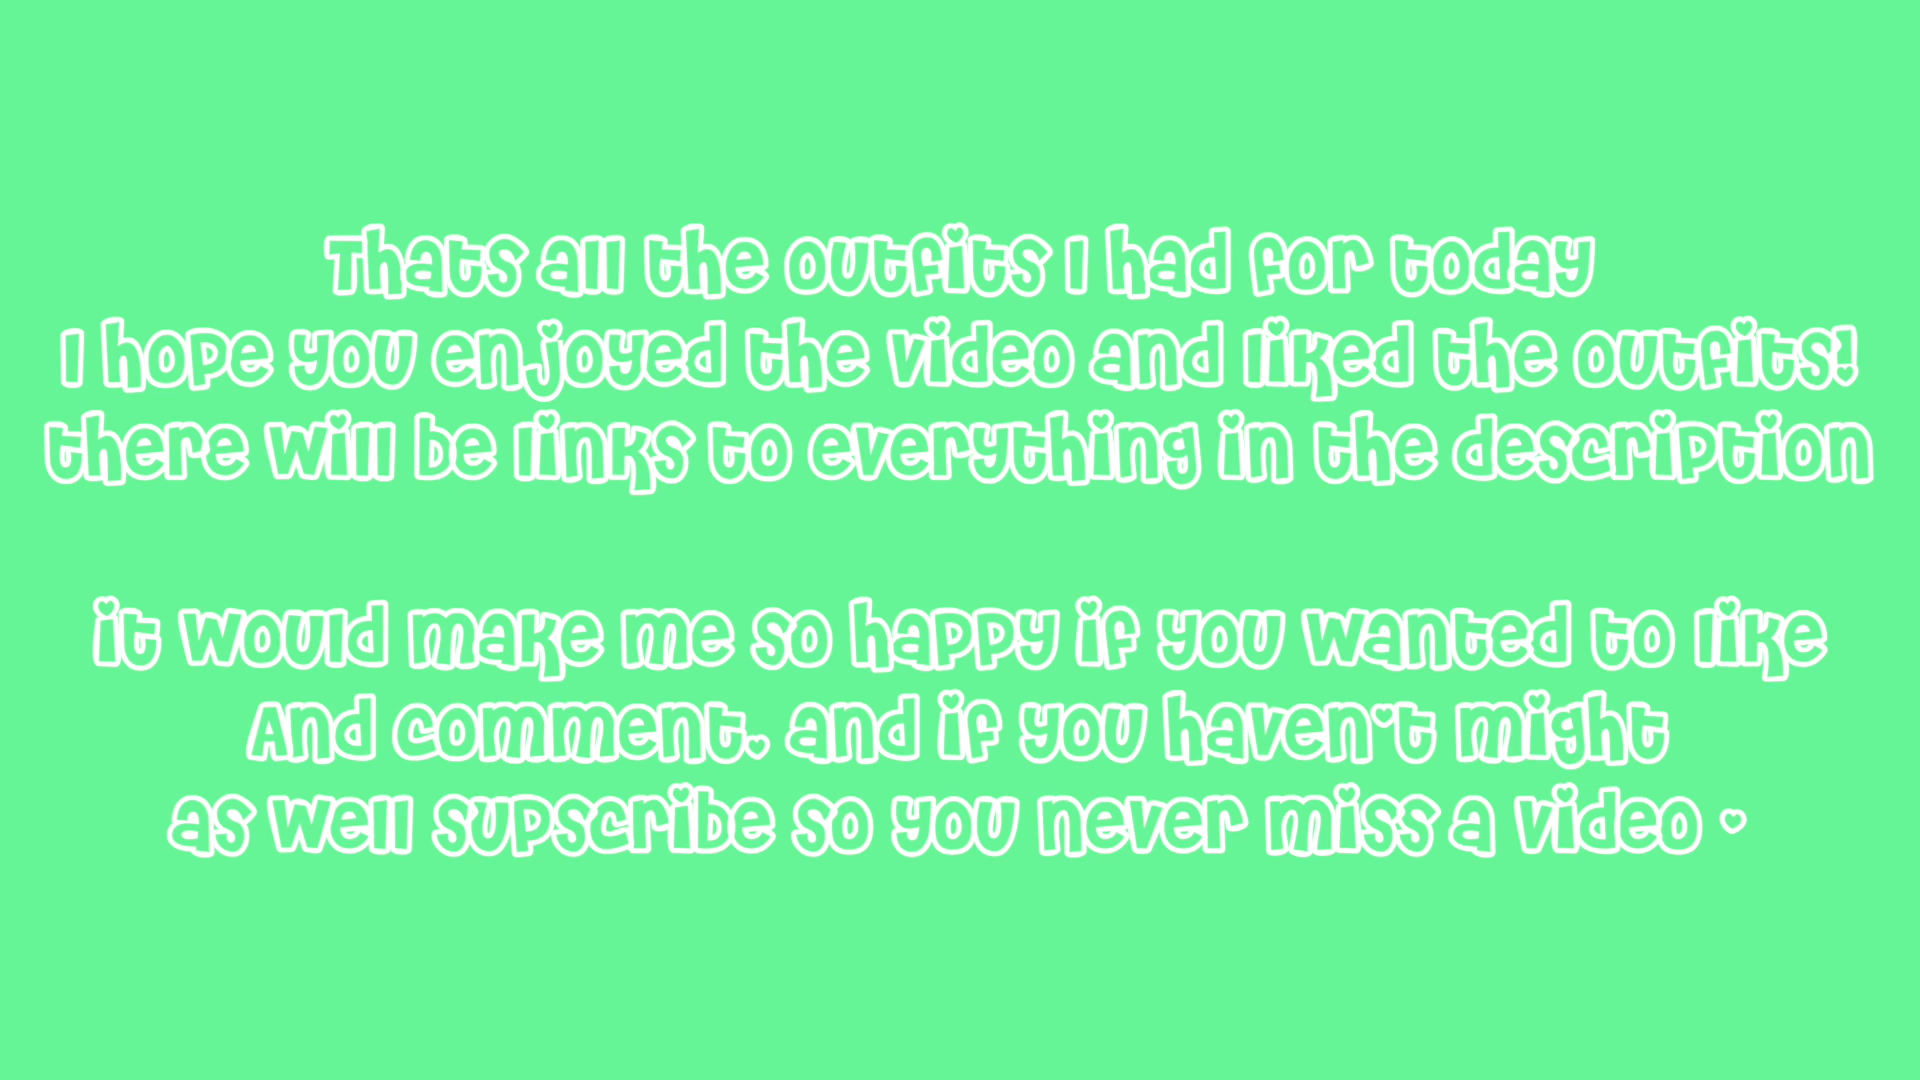 Thats all the outfits I had for today
I hope you enjoyed the video and liked the outfits!
there will be links to everything in the description
it would make me so happy if you wanted to like
And comment. and if you haven't might
as well supscribe so you never miss a video •